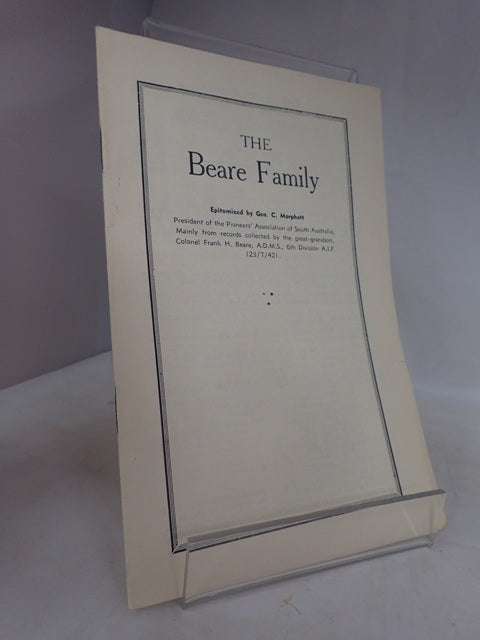 THE
Beare Family
Epitomized by Geo. C. Morphett
President of the Pioneers' Association of South Australia,
Mainly from records collected by the great-grandson,
Colonel Frank H. Beare, A.D.M.S., 6th Division A.I.F.
(23/7/42).